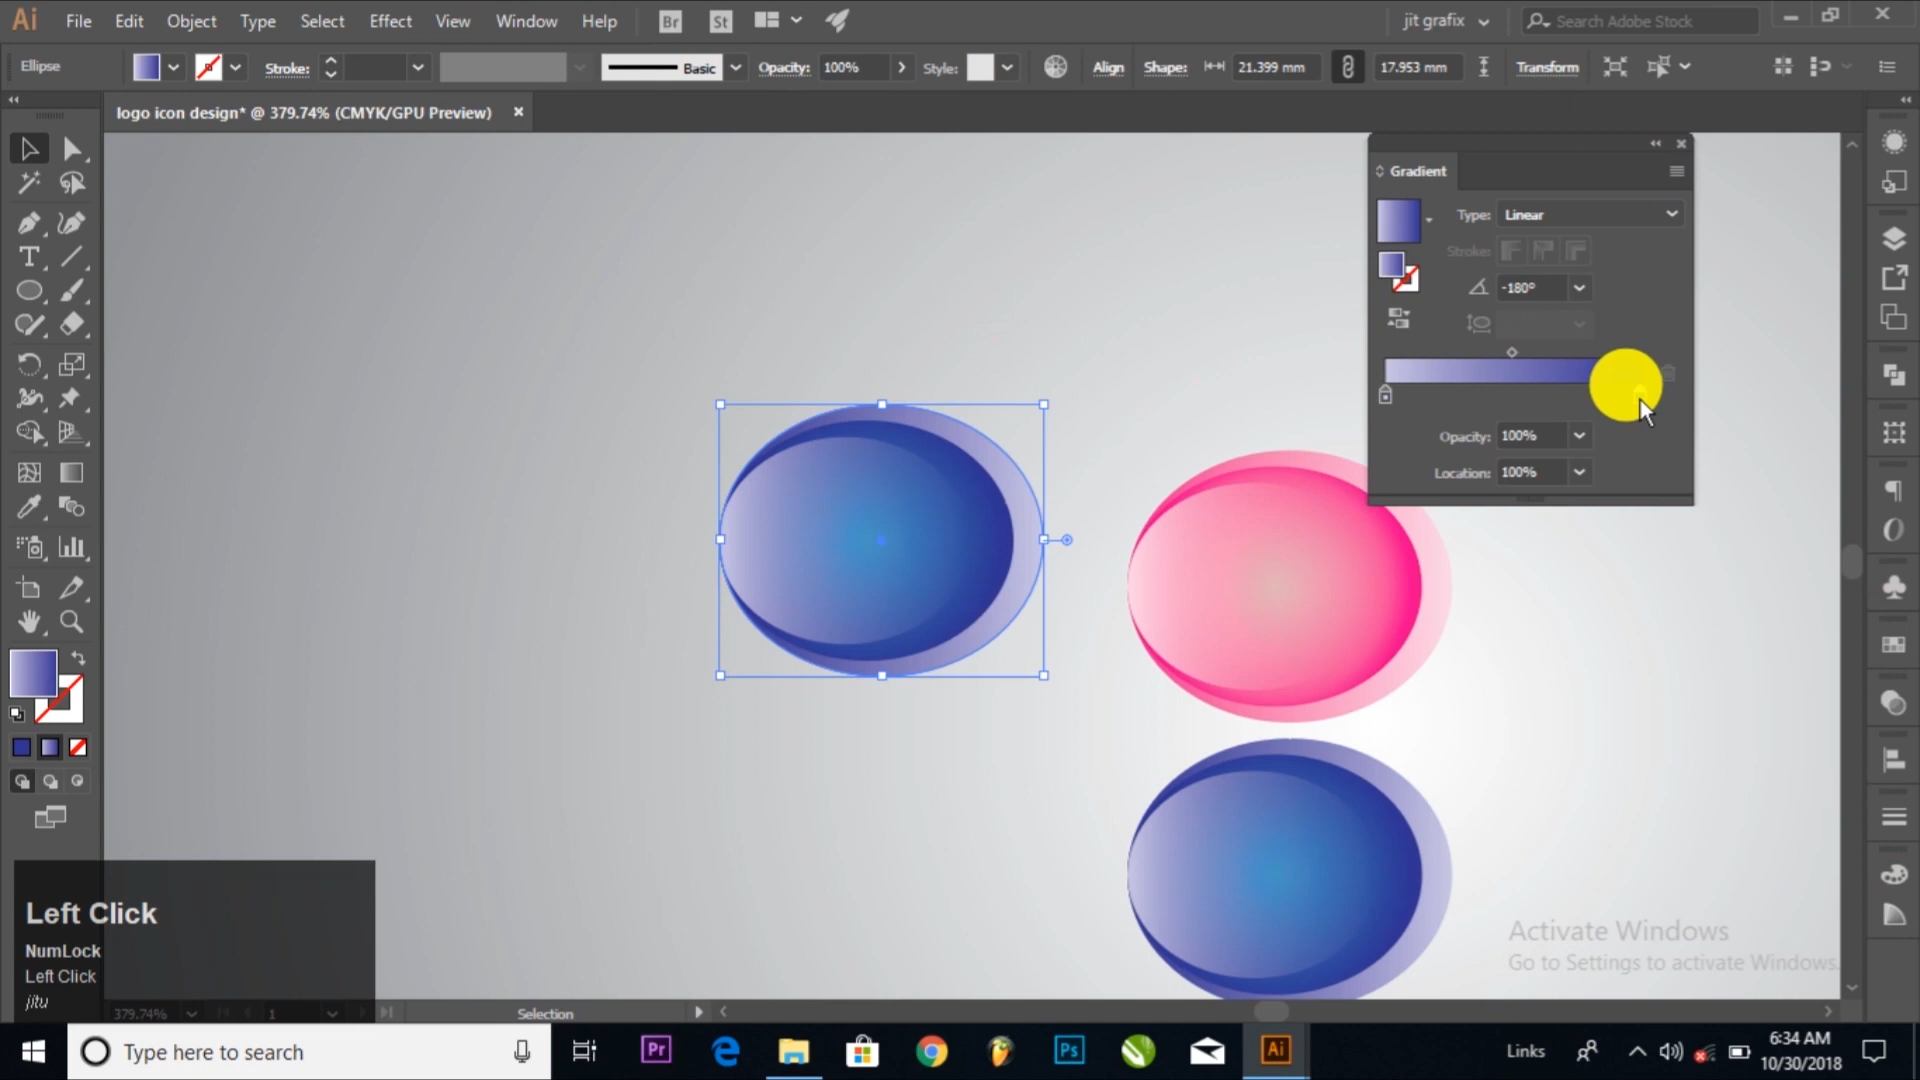 Ai File Edit Object Type Select Effect View Window Help Br St jit grafix Search Adobe Stock
Ellipse Stroke: Basic Opacity: 100% Style: Align Shape: 21.399 mm 17.953 mm Transform
logo icon design* @ 379.74% (CMYK/GPU Preview)
Gradient
Type: Linear
Stroke:
-180°
Opacity: 100%
Location: 100%
Left Click
NumLock
Left Click
jitu
Activate Windows
Go to Settings to activate Windows.
379.74% 1 Selection
Type here to search Pr Ps Ai Links 6:34 AM
10/30/2018